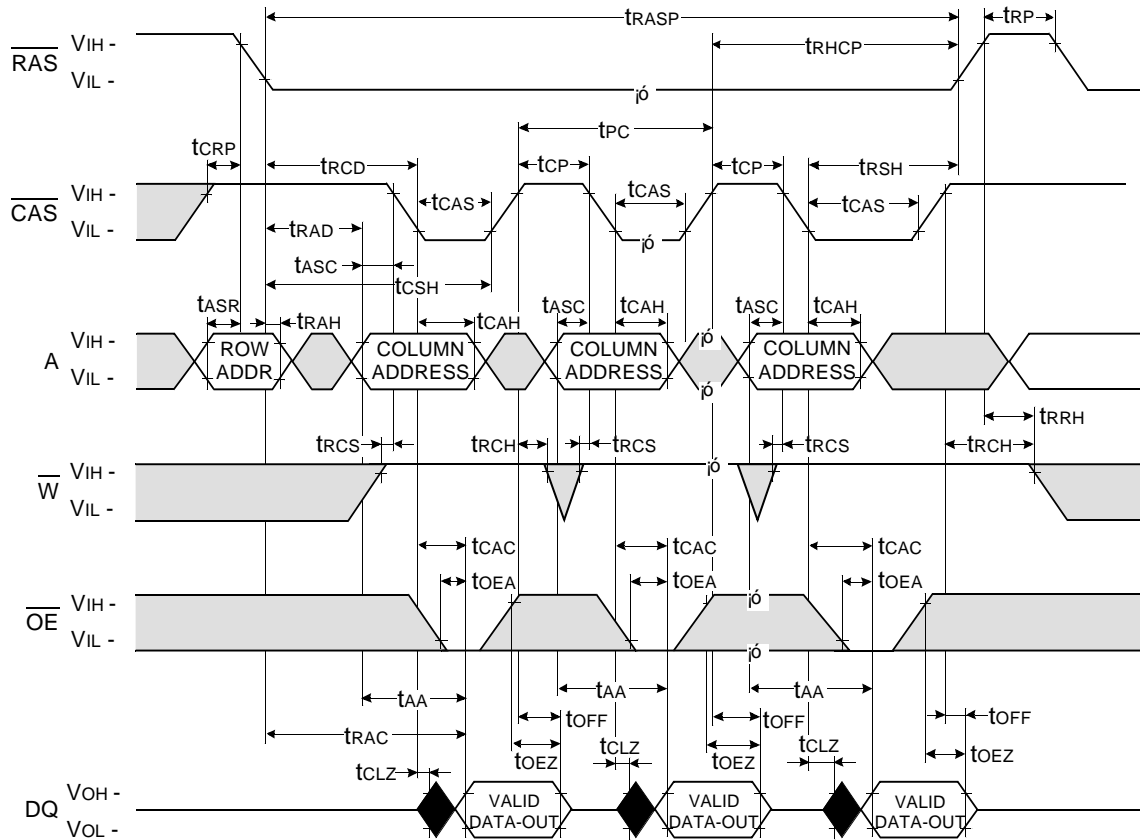 tRASP
tRP
RAS
VIH -
VIL -
tRHCP
¡ó
tPC
tCRP
tRCD
tCP
tCP
tRSH
CAS
VIH -
VIL -
tCAS
tCAS
tCAS
¡ó
tRAD
tASC
tCSH
tASR
tRAH
tCAH
tASC
tCAH
tASC
tCAH
A
VIH -
VIL -
ROW
ADDR
COLUMN
ADDRESS
COLUMN
ADDRESS
COLUMN
ADDRESS
¡ó
¡ó
tRRH
tRCS
tRCH
tRCS
tRCS
tRCH
W
VIH -
VIL -
¡ó
tCAC
tCAC
tCAC
tOEA
tOEA
tOEA
OE
VIH -
VIL -
¡ó
¡ó
tAA
tAA
tAA
tOFF
tOFF
tOFF
tRAC
tOEZ
tOEZ
tOEZ
tCLZ
tCLZ
tCLZ
DQ
VOH -
VOL -
VALID
DATA-OUT
VALID
DATA-OUT
VALID
DATA-OUT